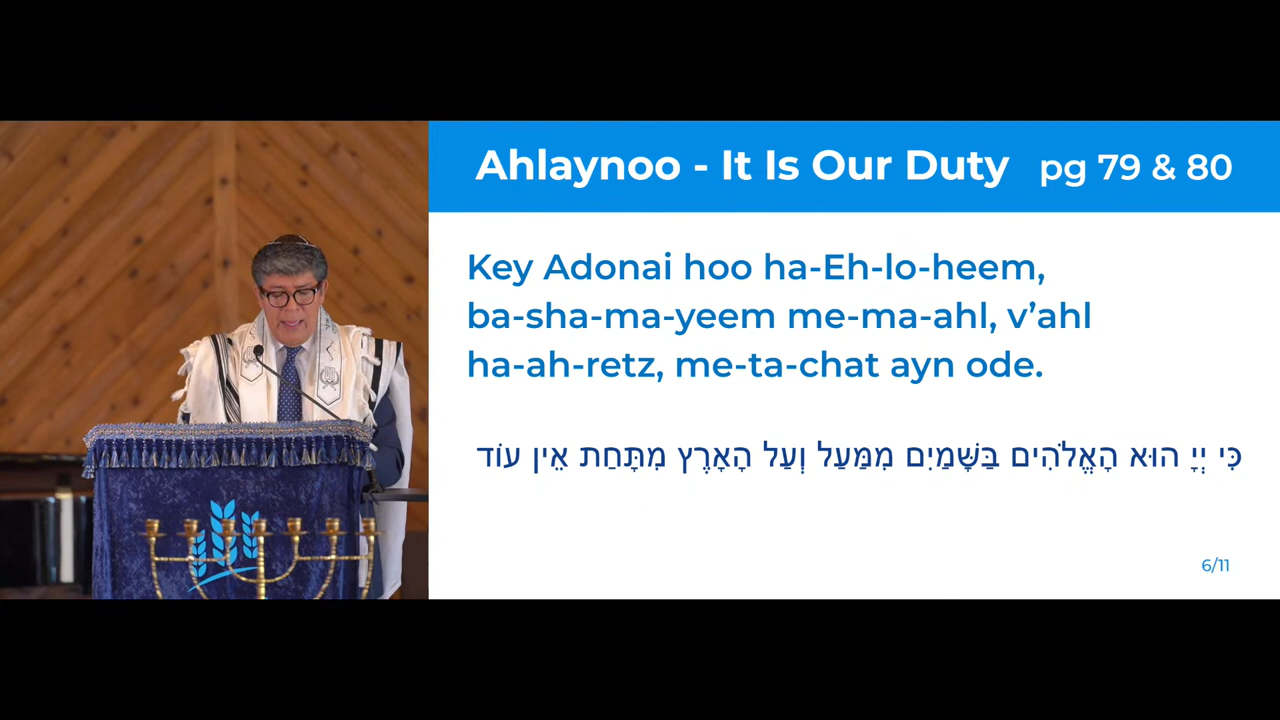 Ahlaynoo - It Is Our Duty pg 79 & 80
Key Adonai hoo ha-Eh-lo-heem,
ba-sha-ma-yeem me-ma-ahl, v’ahl
ha-ah-retz, me-ta-chat ayn ode.
כִּי יְיָ הוּא הָאֱלֹהִים בַּשָּׁמַיִם מִמַּעַל וְעַל הָאָרֶץ מִתָּחַת אֵין עוֹד
6/11